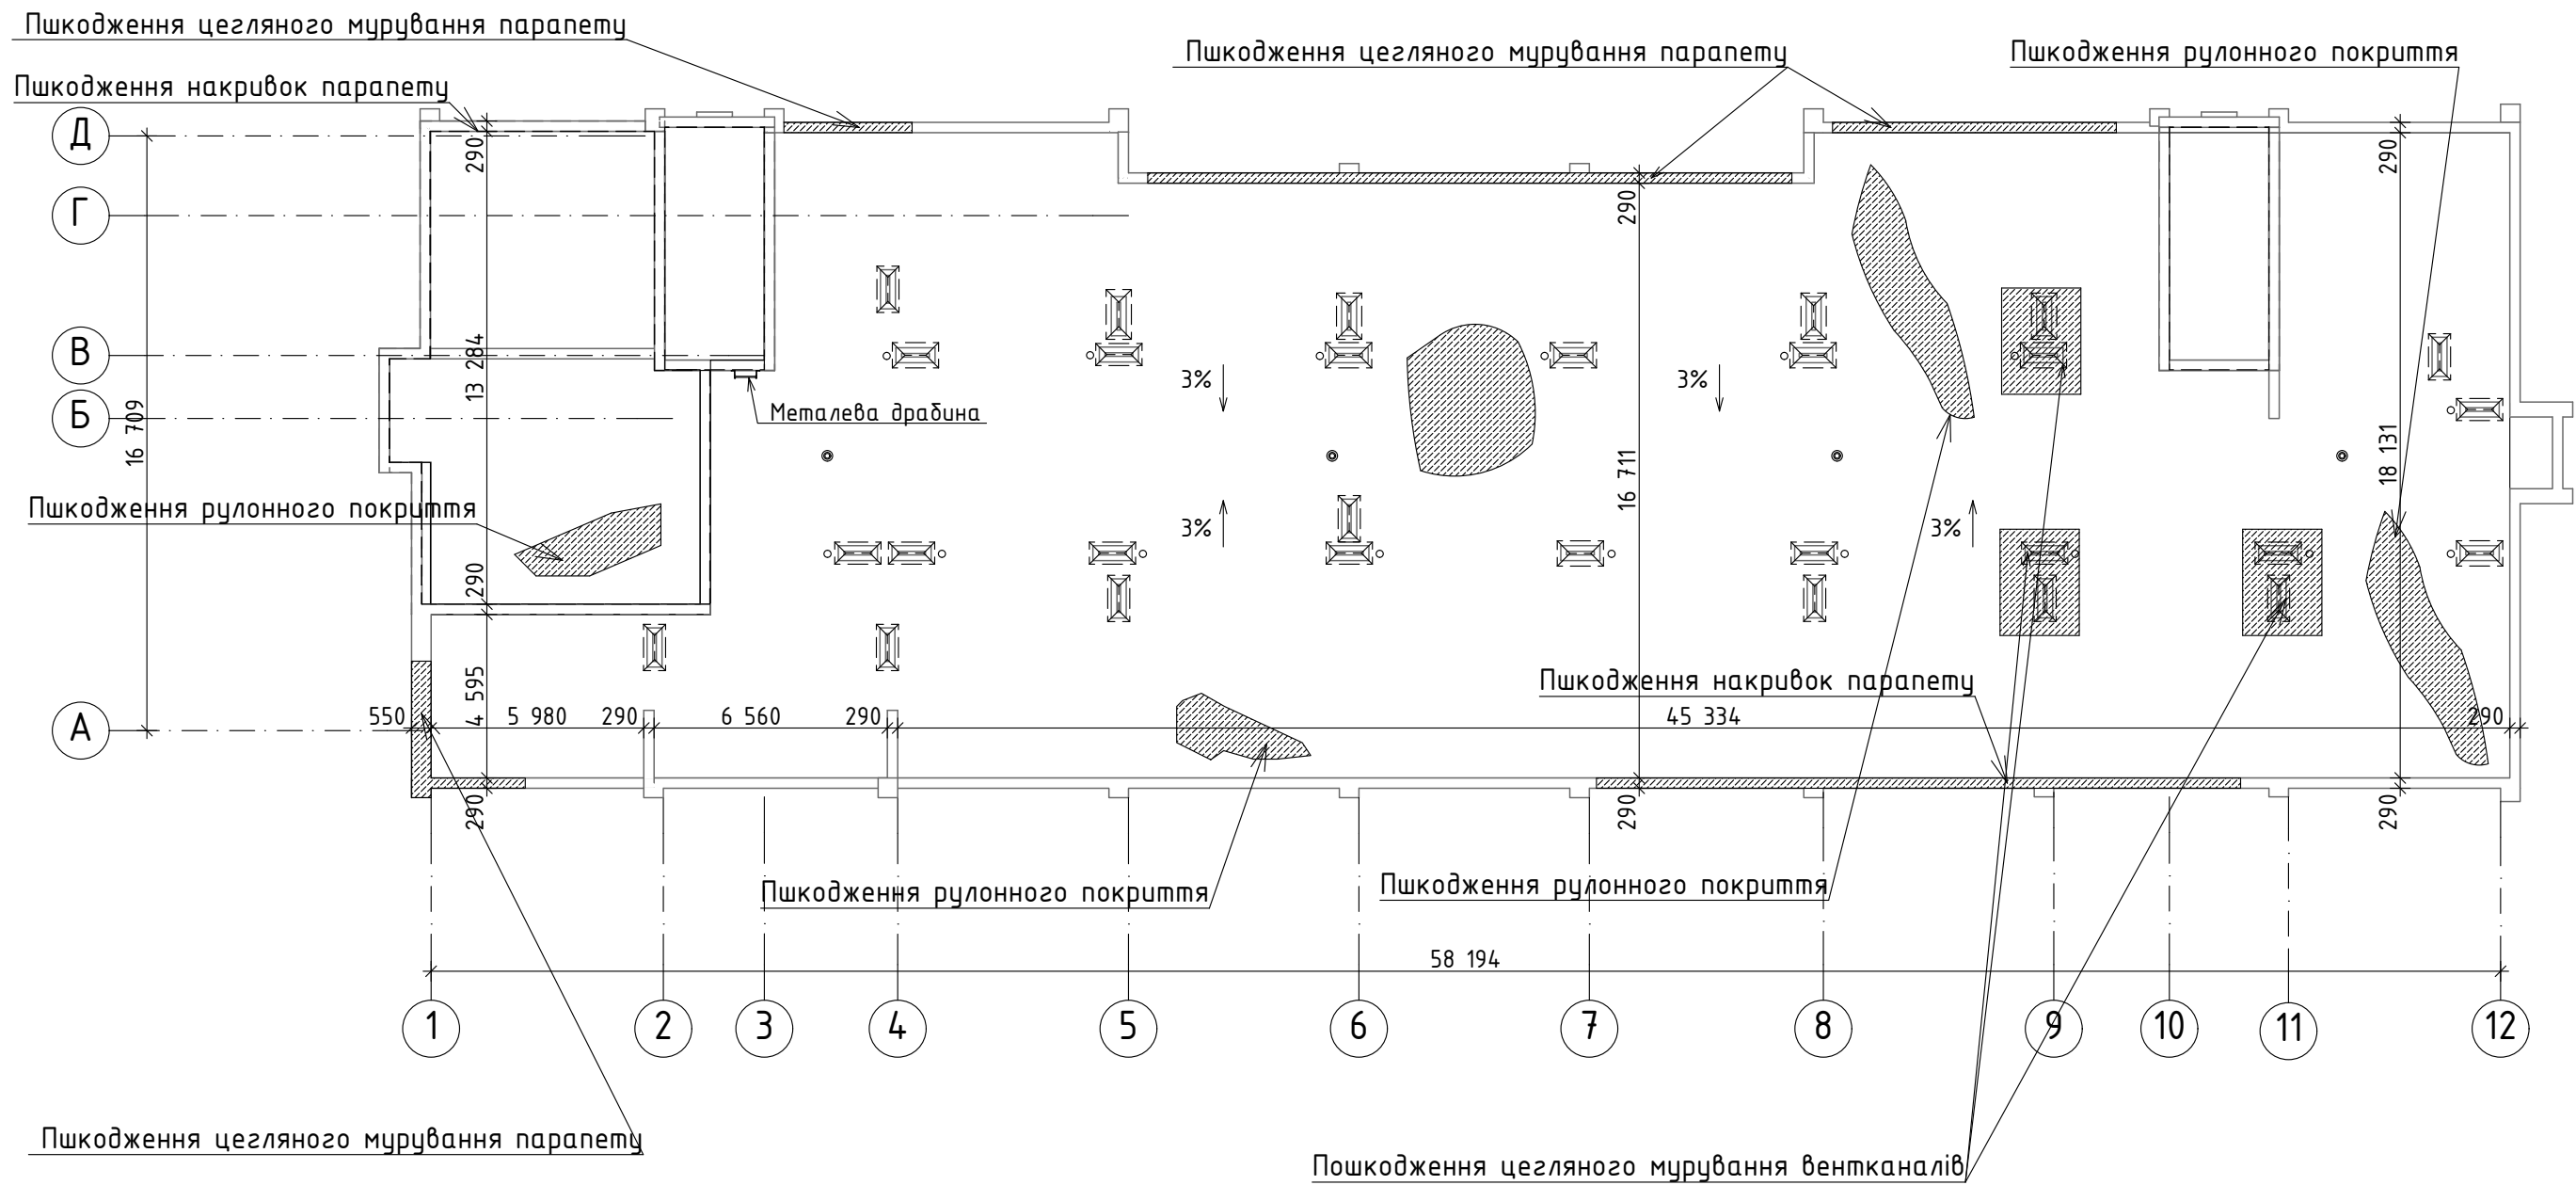 Пшкодження цегляного мурування парапету
Пшкодження цегляного мурування парапету
Пшкодження рулонного покриття
Пшкодження накривок парапету
Д
290
290
Г
290
В
13 284
3%
3%
Б
Металева драбина
16 709
16 711
18 131
Пшкодження рулонного покриття
3%
3%
290
4 595
Пшкодження накривок парапету
А
550
5 980
290
6 560
290
45 334
290
290
290
290
Пшкодження рулонного покриття
Пшкодження рулонного покриття
58 194
1
2
3
4
5
6
7
8
9
10
11
12
Пшкодження цегляного мурування парапету
Пошкодження цегляного мурування вентканалів